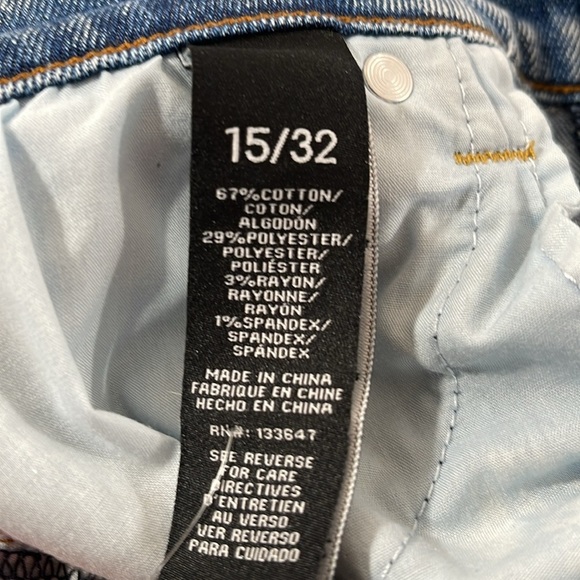 15/32
67%COTTON/
COTON/
ALGODÓN
29%POLYESTER/
POLYESTER/
POLIÉSTER
3%RAYON/
RAYONNE/
RAYÓN
1%SPANDEX/
SPANDEX/
SPANDEX
MADE IN CHINA
FABRIQUE EN CHINE
HECHO EN CHINA
RN#: 133647
SEE REVERSE
FOR CARE
DIRECTIVES
D'ENTRETIEN
AU VERSO
VER REVERSO
PARA CUIDADO